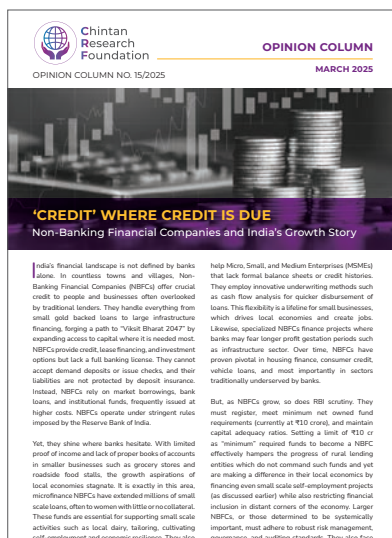 Chintan
Research
Foundation
OPINION COLUMN NO. 15/2025
OPINION COLUMN
MARCH 2025
‘CREDIT’ WHERE CREDIT IS DUE
Non-Banking Financial Companies and India’s Growth Story
India’s financial landscape is not defined by banks
alone. In countless towns and villages, Non-
Banking Financial Companies (NBFCs) offer crucial
credit to people and businesses often overlooked
by traditional lenders. They handle everything from
small gold backed loans to large infrastructure
financing, forging a path to “Viksit Bharat 2047” by
expanding access to capital where it is needed most.
NBFCs provide credit, lease financing, and investment
options but lack a full banking license. They cannot
accept demand deposits or issue checks, and their
liabilities are not protected by deposit insurance.
Instead, NBFCs rely on market borrowings, bank
loans, and institutional funds, frequently issued at
higher costs. NBFCs operate under stringent rules
imposed by the Reserve Bank of India.
Yet, they shine where banks hesitate. With limited
proof of income and lack of proper books of accounts
in smaller businesses such as grocery stores and
roadside food stalls, the growth aspirations of
local economies stagnate. It is exactly in this area,
microfinance NBFCs have extended millions of small
scale loans, often to women with little or no collateral.
These funds are essential for supporting small scale
activities such as local dairy, tailoring, cultivating
self-employment and economic resilience. They also
help Micro, Small, and Medium Enterprises (MSMEs)
that lack formal balance sheets or credit histories.
They employ innovative underwriting methods such
as cash flow analysis for quicker disbursement of
loans. This flexibility is a lifeline for small businesses,
which drives local economies and create jobs.
Likewise, specialized NBFCs finance projects where
banks may fear longer profit gestation periods such
as infrastructure sector. Over time, NBFCs have
proven pivotal in housing finance, consumer credit,
vehicle loans, and most importantly in sectors
traditionally underserved by banks.
But, as NBFCs grow, so does RBI scrutiny. They
must register, meet minimum net owned fund
requirements (currently at ₹10 crore), and maintain
capital adequacy ratios. Setting a limit of ₹10 cr
as “minimum” required funds to become a NBFC
effectively hampers the progress of rural lending
entities which do not command such funds and yet
are making a difference in their local economies by
financing even small scale self-employment projects
(as discussed earlier) while also restricting financial
inclusion in distant corners of the economy. Larger
NBFCs, or those determined to be systemically
important, must adhere to robust risk management,
governance, and auditing standards. They also face